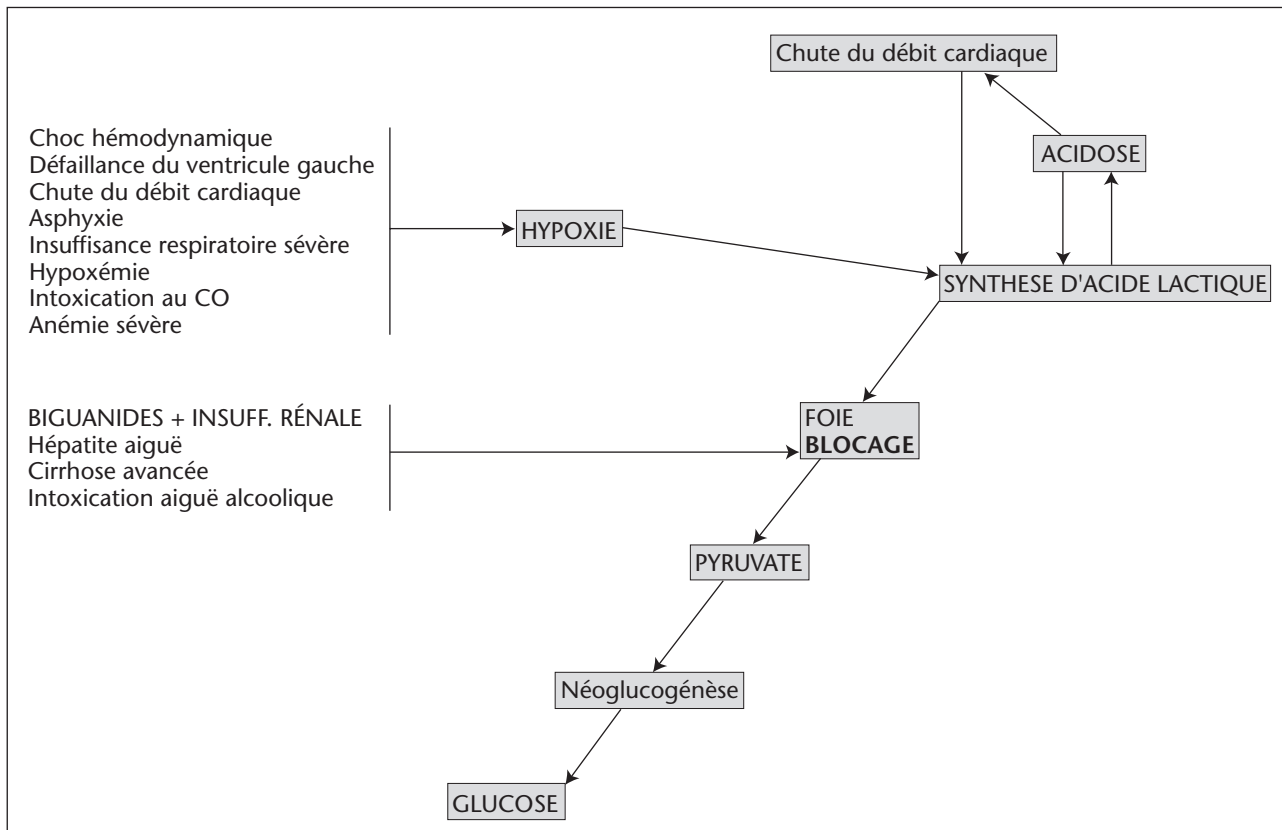 Chute du débit cardiaque
ACIDOSE
Choc hémodynamique
Défaillance du ventricule gauche
Chute du débit cardiaque
Asphyxie
Insuffisance respiratoire sévère
Hypoxémie
Intoxication au CO
Anémie sévère
HYPOXIE
SYNTHESE D'ACIDE LACTIQUE
BIGUANIDES + INSUFF. RÉNALE
Hépatite aiguë
Cirrhose avancée
Intoxication aiguë alcoolique
FOIE
BLOCAGE
PYRUVATE
Néoglucogénèse
GLUCOSE